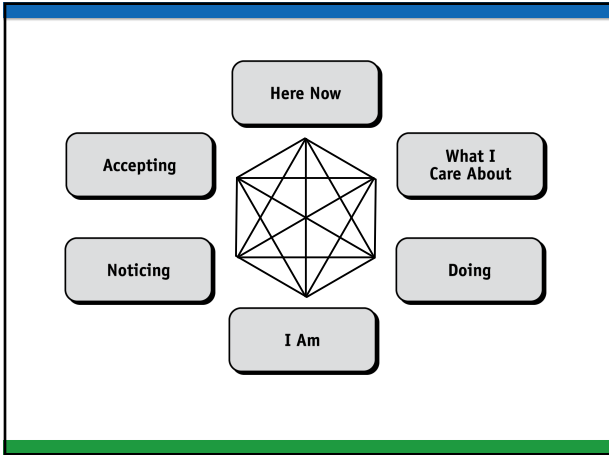 Here Now
Accepting
What I
Care About
Noticing
Doing
I Am